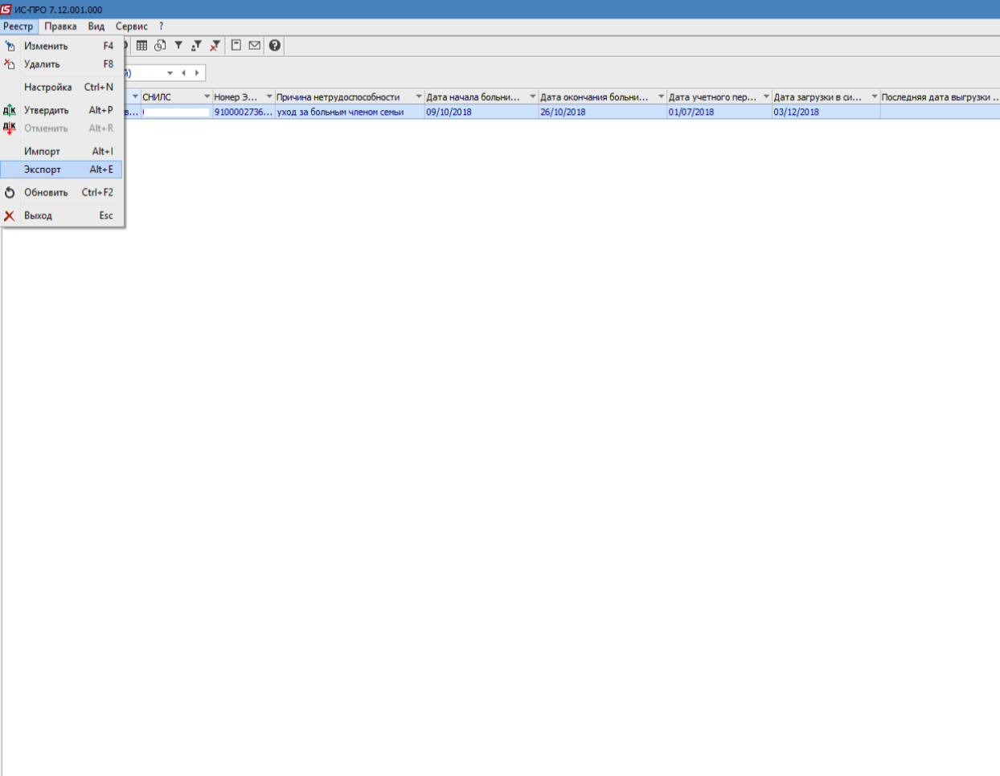 ИС-ПРО 7.12.001.000
Реестр Правка Вид Сервис ?
Изменить F4
Удалить F8
Настройка Ctrl+N
Утвердить Alt+P
Отменить Alt+R
Импорт Alt+I
Экспорт Alt+E
Обновить Ctrl+F2
Выход Esc
й)
СНИЛС Номер Э... Причина нетрудоспособности Дата начала больни... Дата окончания больни... Дата учетного пер... Дата загрузки в си... Последняя дата выгрузки ...
в... 9100002736... уход за больным членом семьи 09/10/2018 26/10/2018 01/07/2018 03/12/2018